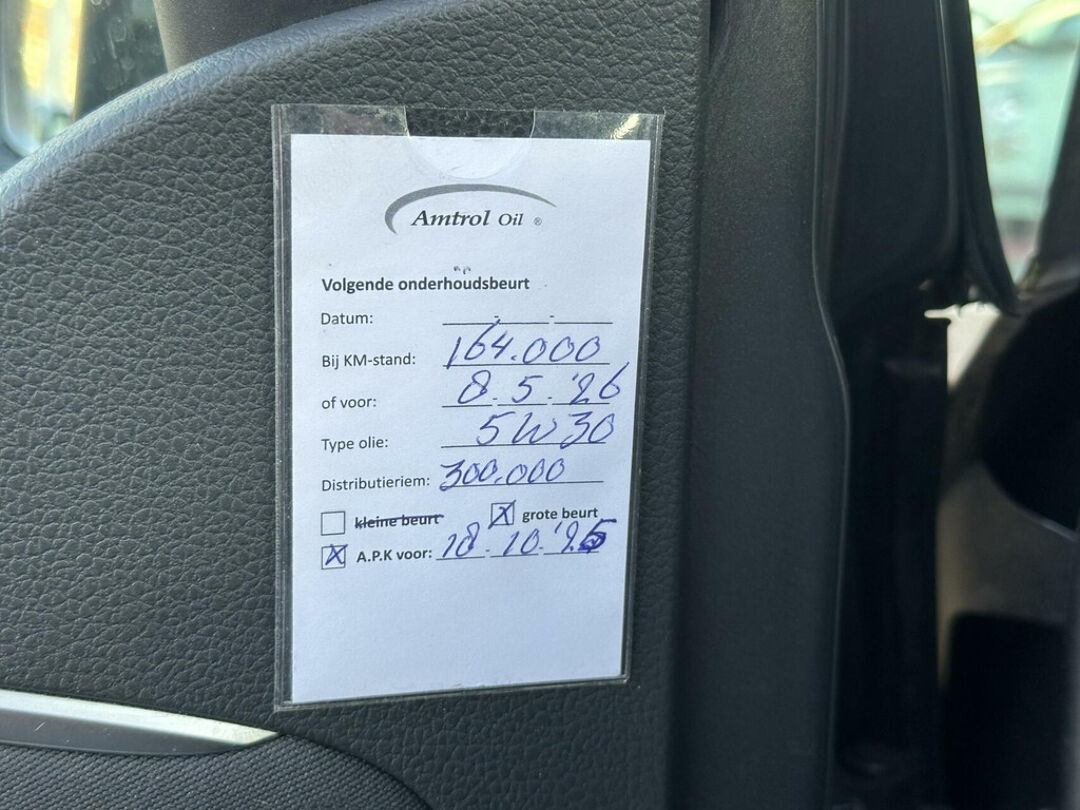 Amtrol Oil ®
Volgende onderhoudsbeurt
Datum: - -
Bij KM-stand: 164.000
of voor: 8.5.'26
Type olie: 5W30
Distributieriem: 300.000
kleine beurt X grote beurt
X A.P.K voor: 18.10.'25